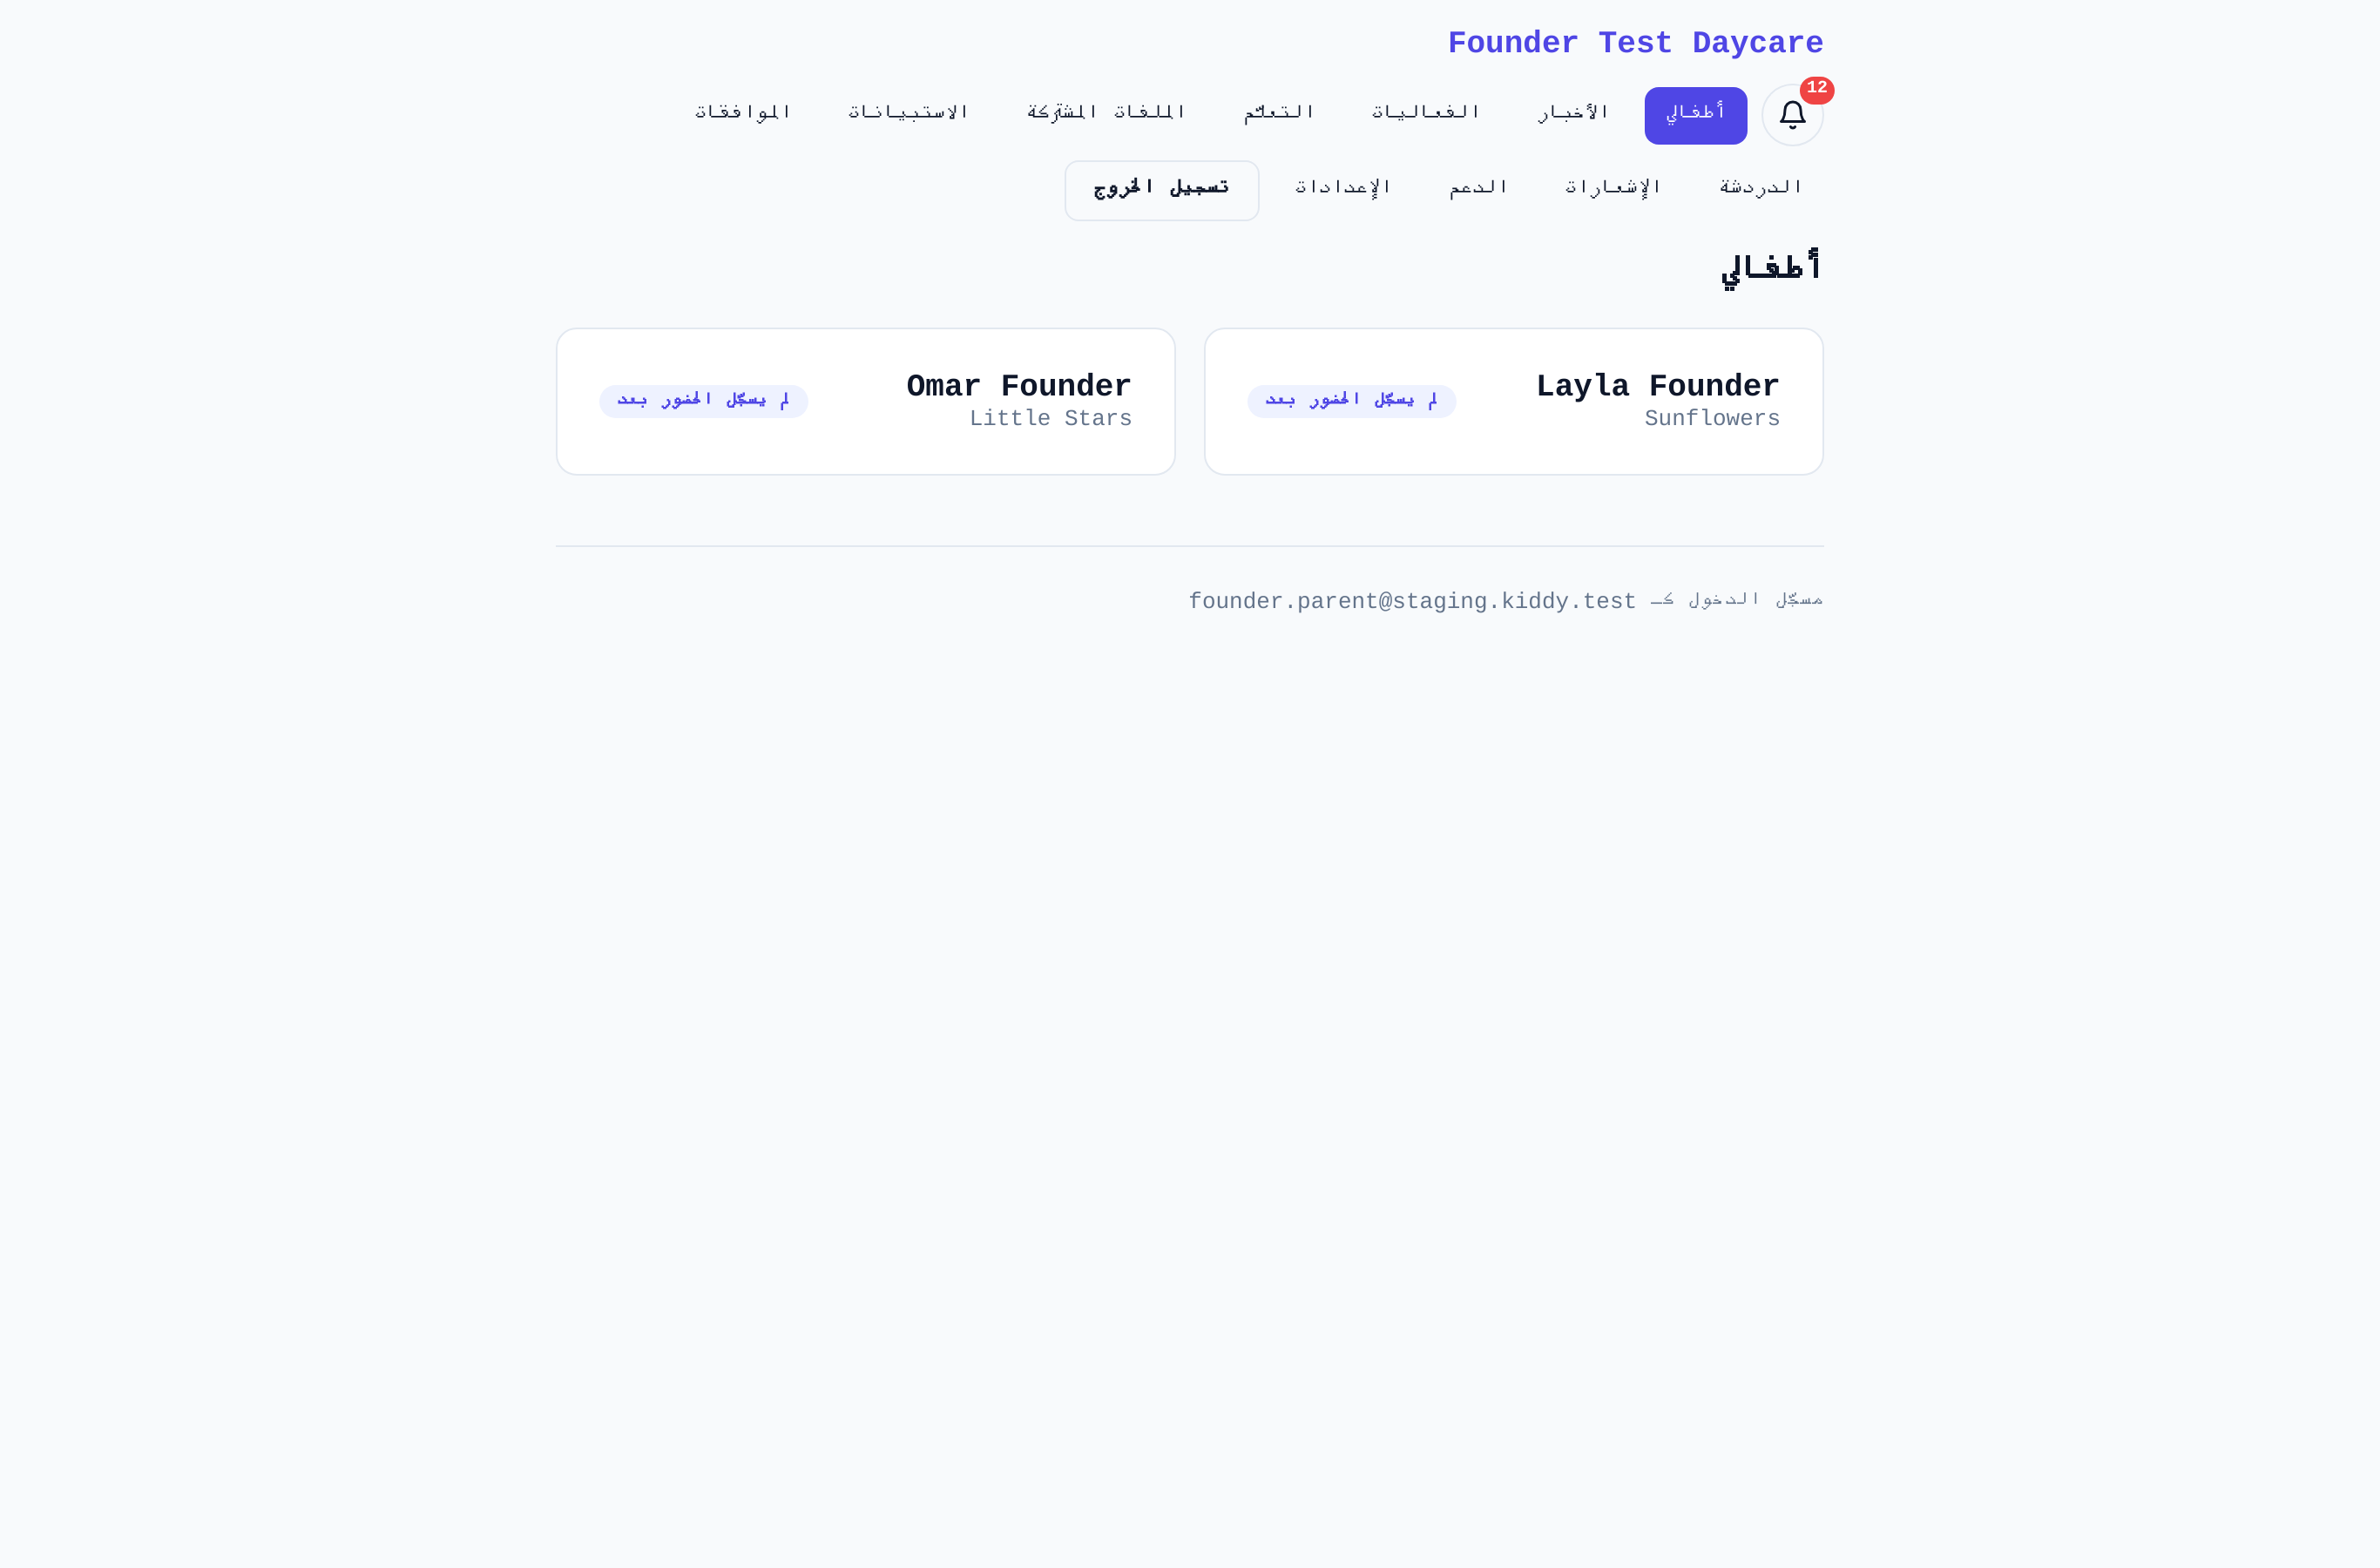 Founder Test Daycare
12
أطفالي
الأخبار
الفعاليات
التعلّم
الملفات المشتركة
الاستبيانات
الموافقات
الدردشة
الإشعارات
الدعم
الإعدادات
تسجيل الخروج
أطفالي
Layla Founder
Sunflowers
لم يسجّل الحضور بعد
Omar Founder
Little Stars
لم يسجّل الحضور بعد
مسجّل الدخول كـ founder.parent@staging.kiddy.test